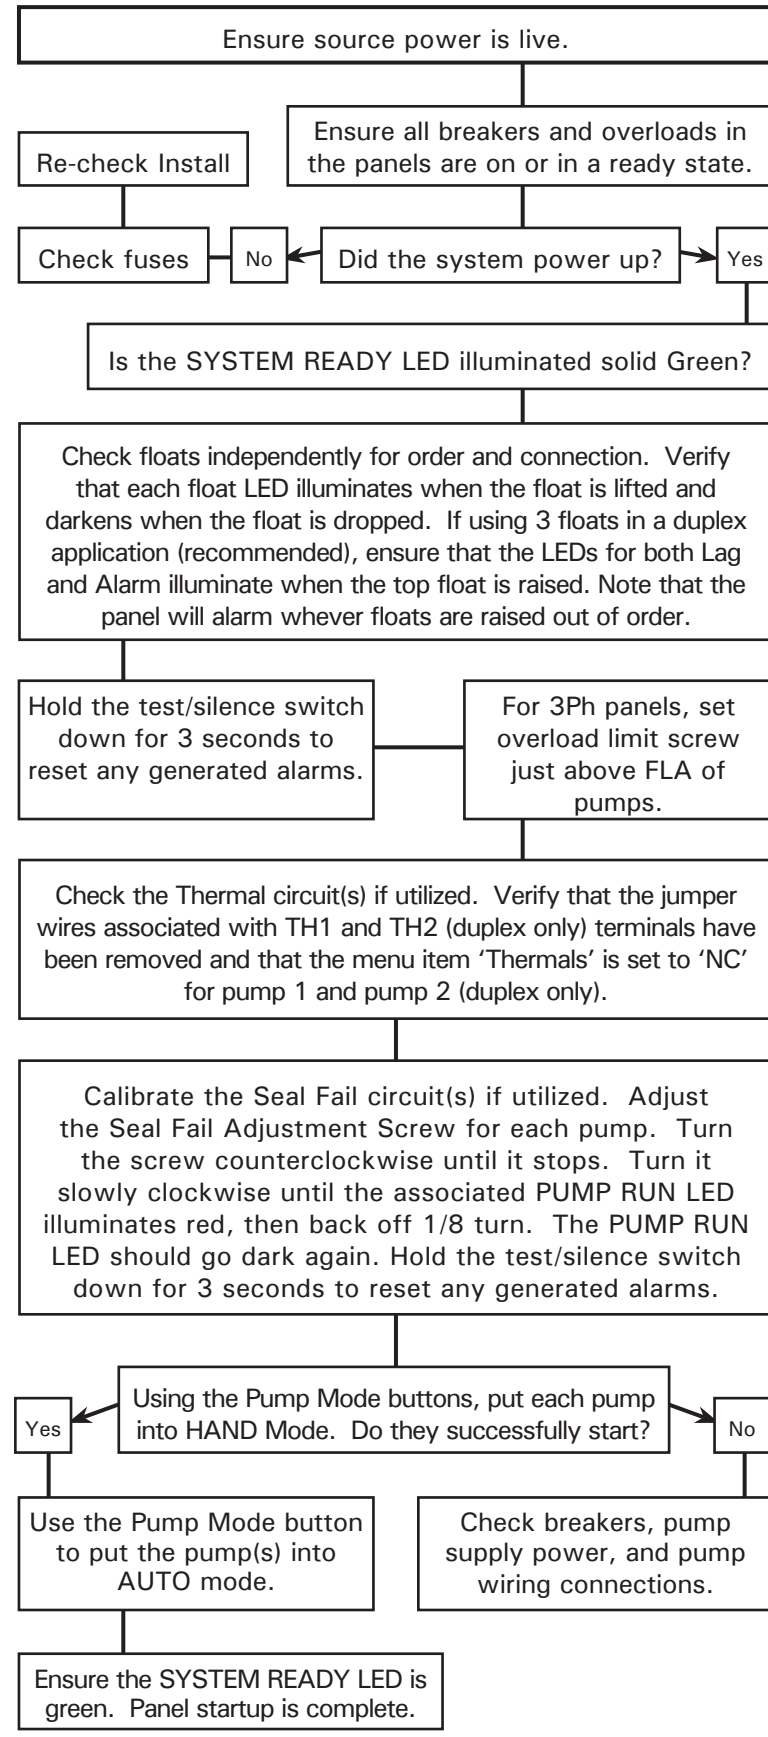 Ensure source power is live.
Ensure all breakers and overloads in
the panels are on or in a ready state.
Re-check Install
Check fuses
No
Did the system power up?
Yes
Is the SYSTEM READY LED illuminated solid Green?
Check floats independently for order and connection. Verify
that each float LED illuminates when the float is lifted and
darkens when the float is dropped. If using 3 floats in a duplex
application (recommended), ensure that the LEDs for both Lag
and Alarm illuminate when the top float is raised. Note that the
panel will alarm whever floats are raised out of order.
Hold the test/silence switch
down for 3 seconds to
reset any generated alarms.
For 3Ph panels, set
overload limit screw
just above FLA of
pumps.
Check the Thermal circuit(s) if utilized. Verify that the jumper
wires associated with TH1 and TH2 (duplex only) terminals have
been removed and that the menu item ‘Thermals’ is set to ‘NC’
for pump 1 and pump 2 (duplex only).
Calibrate the Seal Fail circuit(s) if utilized. Adjust
the Seal Fail Adjustment Screw for each pump. Turn
the screw counterclockwise until it stops. Turn it
slowly clockwise until the associated PUMP RUN LED
illuminates red, then back off 1/8 turn. The PUMP RUN
LED should go dark again. Hold the test/silence switch
down for 3 seconds to reset any generated alarms.
Using the Pump Mode buttons, put each pump
into HAND Mode. Do they successfully start?
Yes
No
Use the Pump Mode button
to put the pump(s) into
AUTO mode.
Check breakers, pump
supply power, and pump
wiring connections.
Ensure the SYSTEM READY LED is
green. Panel startup is complete.